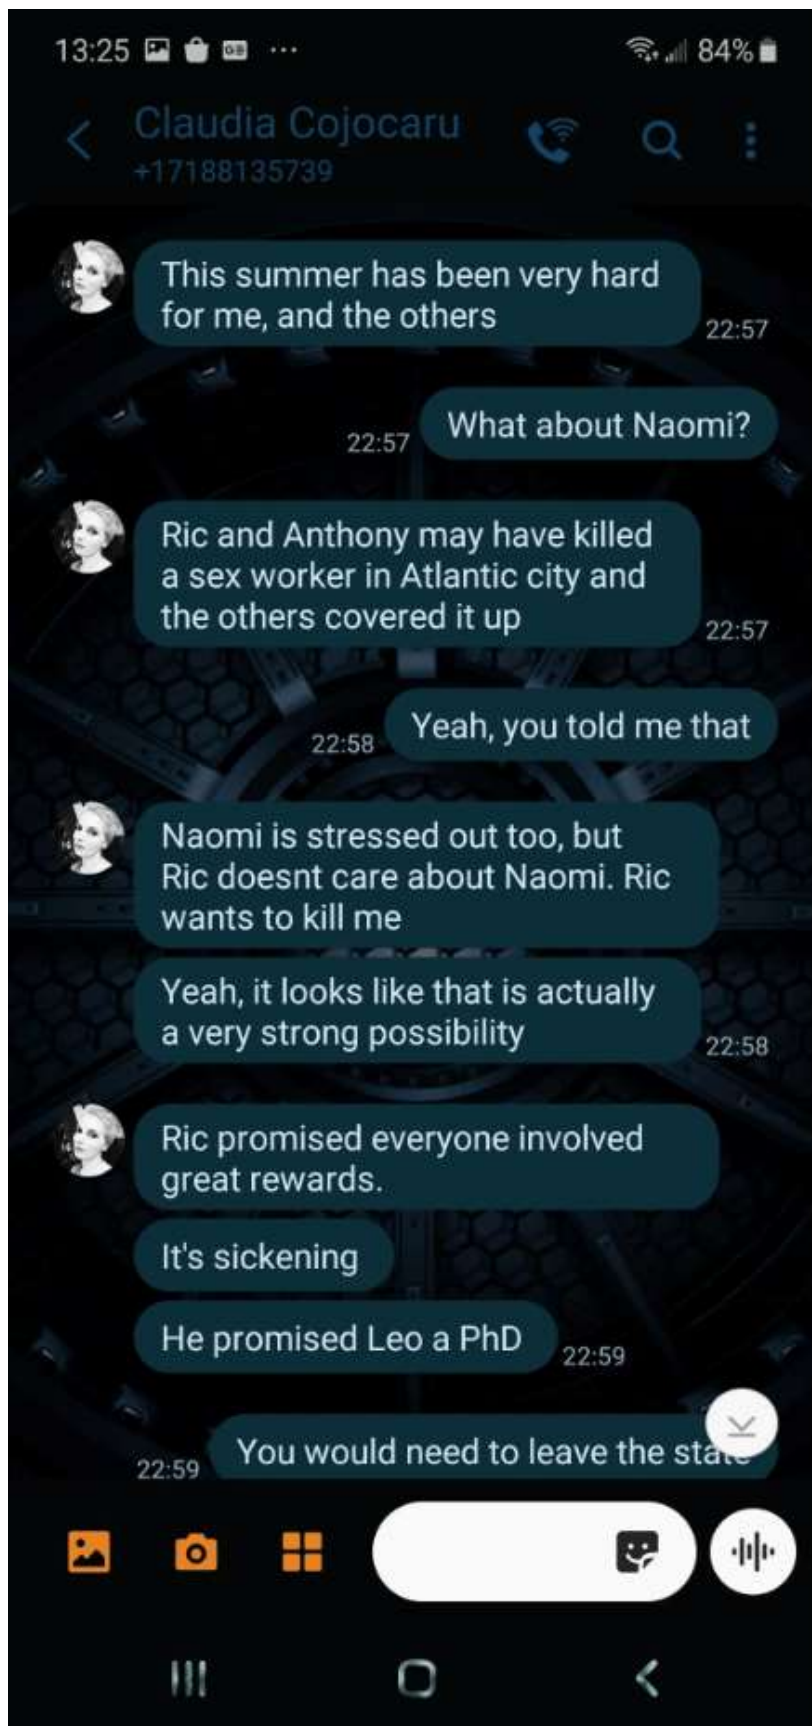 13:25
84%
Claudia Cojocaru
+17188135739
This summer has been very hard
for me, and the others
22:57
What about Naomi?
22:57
Ric and Anthony may have killed
a sex worker in Atlantic city and
the others covered it up
22:57
Yeah, you told me that
22:58
Naomi is stressed out too, but
Ric doesnt care about Naomi. Ric
wants to kill me
Yeah, it looks like that is actually
a very strong possibility
22:58
Ric promised everyone involved
great rewards.
It's sickening
He promised Leo a PhD
22:59
You would need to leave the state
22:59